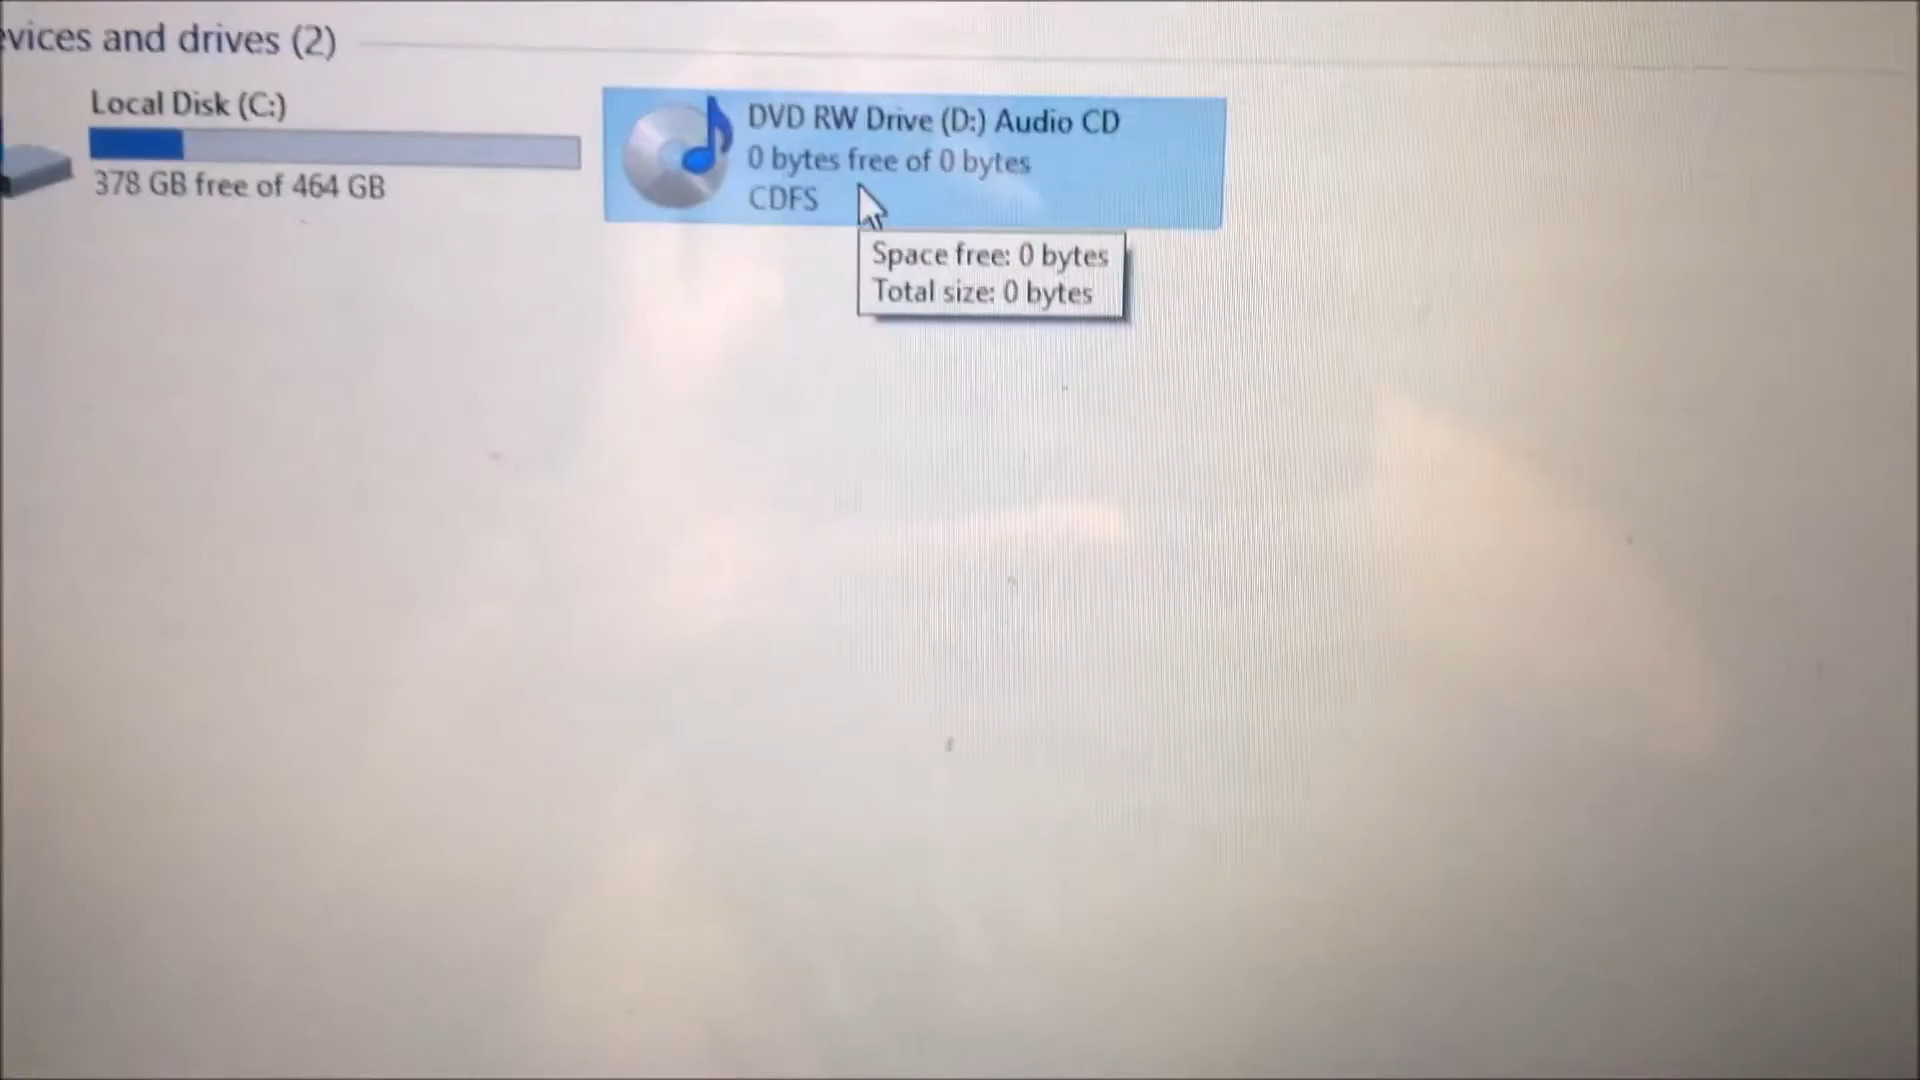 vices and drives (2)
Local Disk (C:)
378 GB free of 464 GB
DVD RW Drive (D:) Audio CD
0 bytes free of 0 bytes
CDFS
Space free: 0 bytes
Total size: 0 bytes